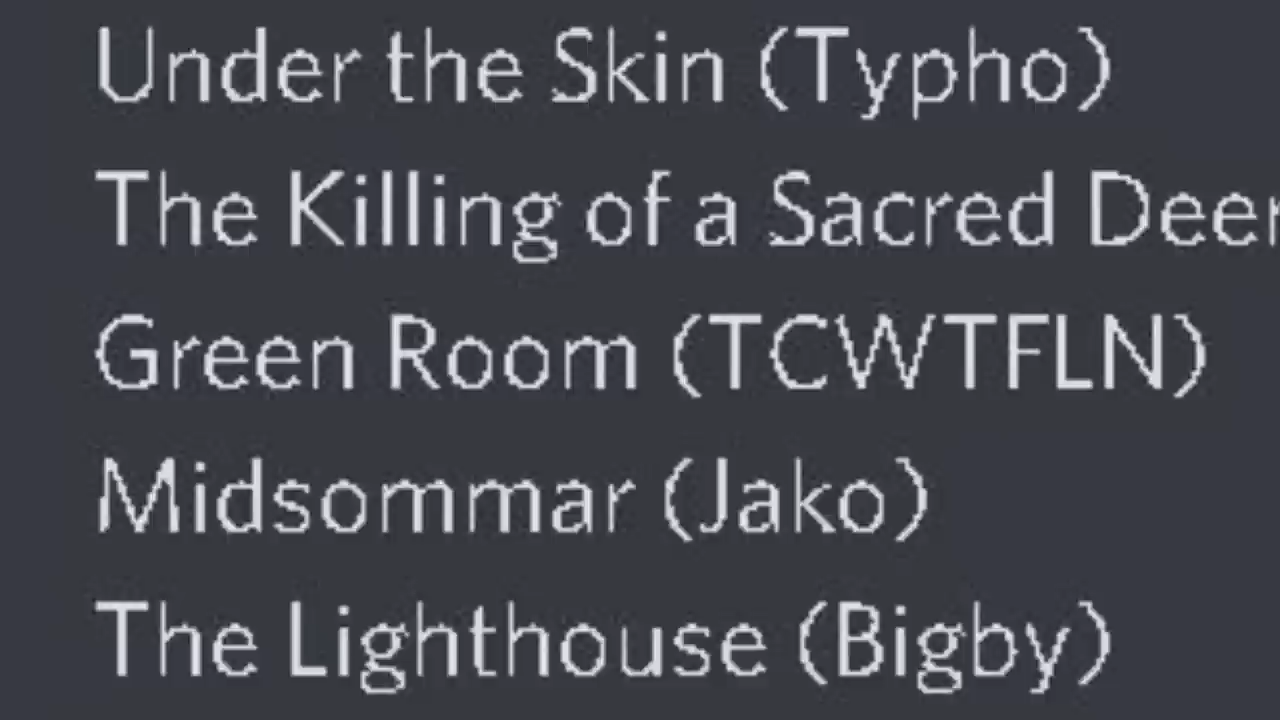 Under the Skin (Typho)
The Killing of a Sacred Deer
Green Room (TCWTFLN)
Midsommar (Jako)
The Lighthouse (Bigby)